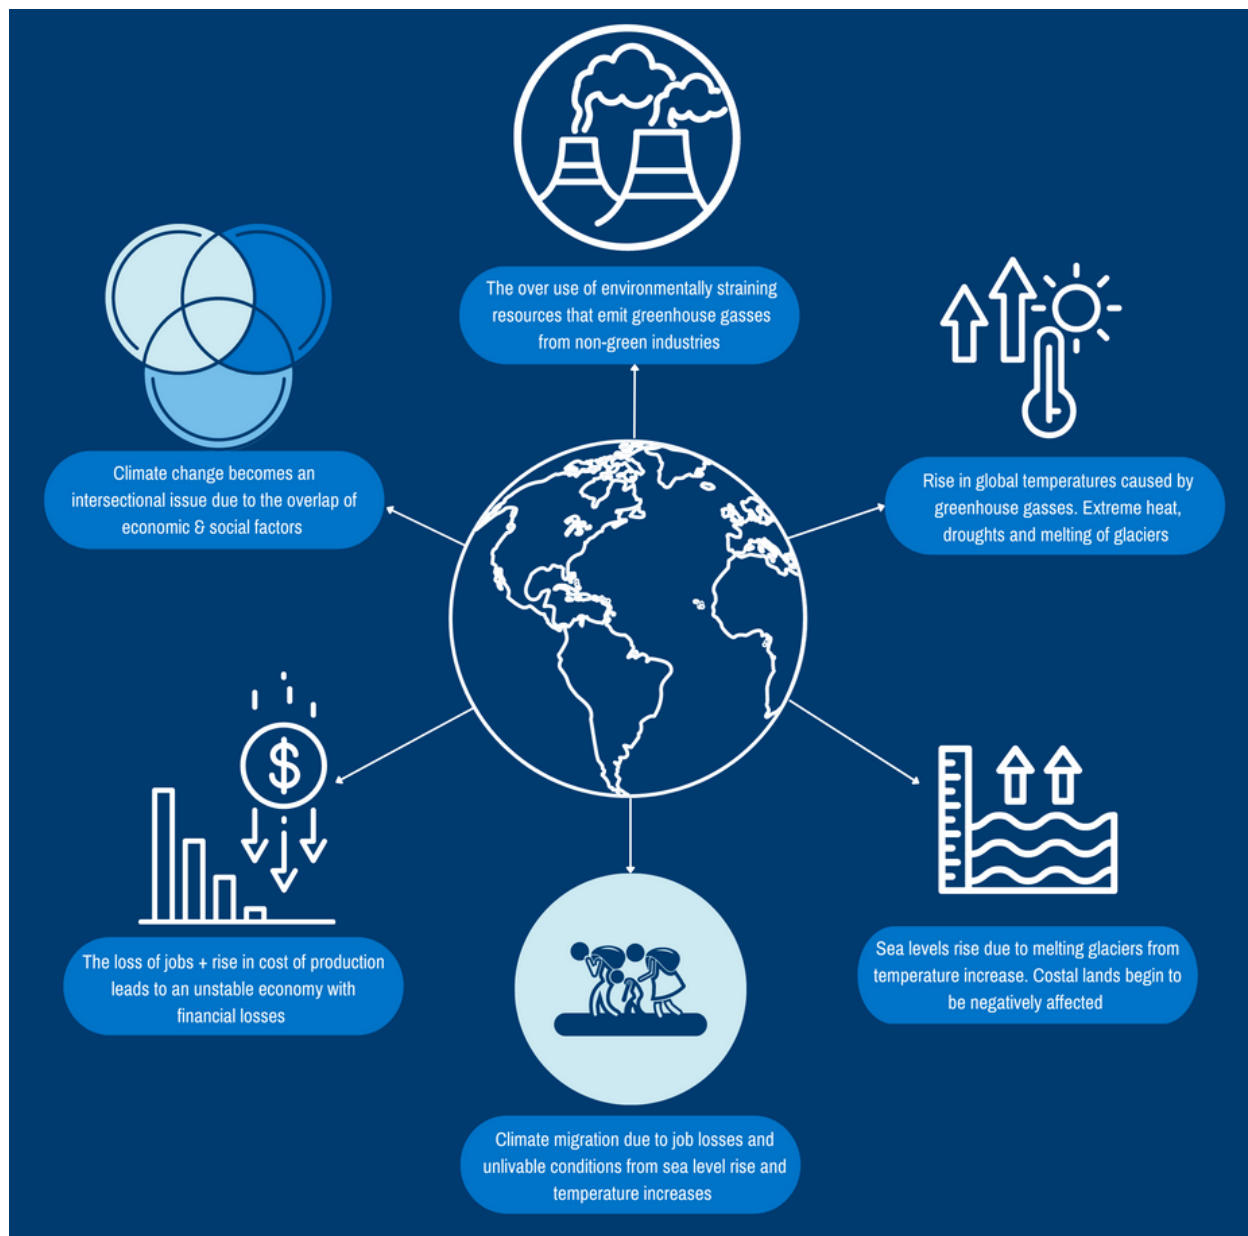 The over use of environmentally straining
resources that emit greenhouse gasses
from non-green industries
Rise in global temperatures caused by
greenhouse gasses. Extreme heat,
droughts and melting of glaciers
Sea levels rise due to melting glaciers from
temperature increase. Costal lands begin to
be negatively affected
Climate migration due to job losses and
unlivable conditions from sea level rise and
temperature increases
The loss of jobs + rise in cost of production
leads to an unstable economy with
financial losses
Climate change becomes an
intersectional issue due to the overlap of
economic & social factors
$